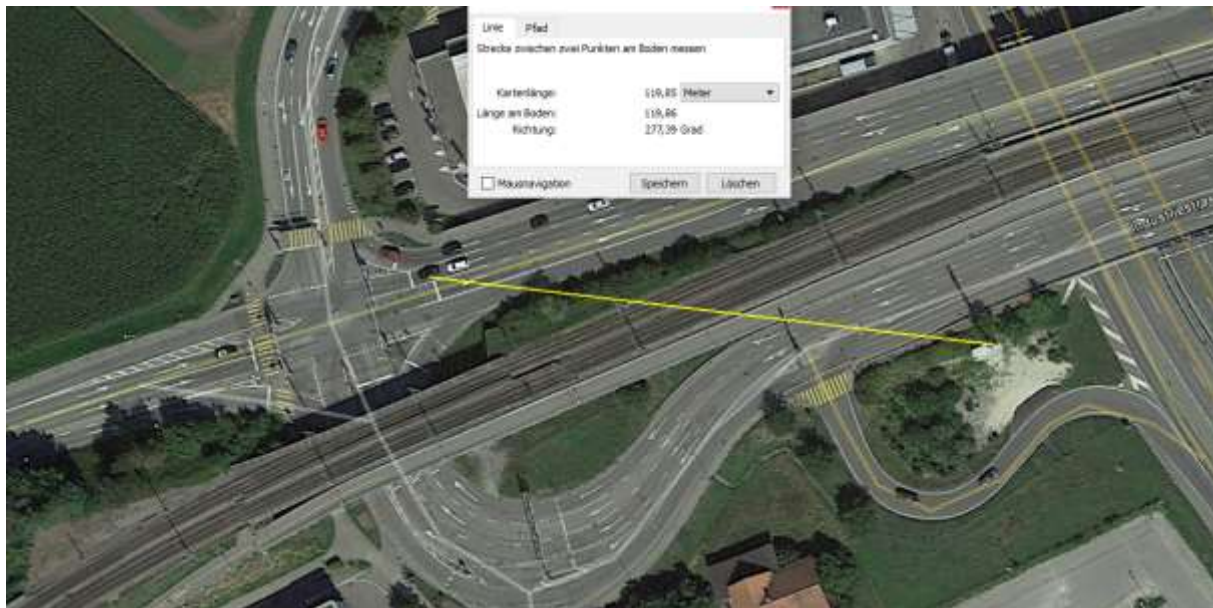 Linie Pfad
Strecke zwischen zwei Punkten am Boden messen
Kartenlänge: 119,85 Meter
Länge am Boden: 119,86
Richtung: 277,39 Grad
Mausnavigation Speichern Löschen